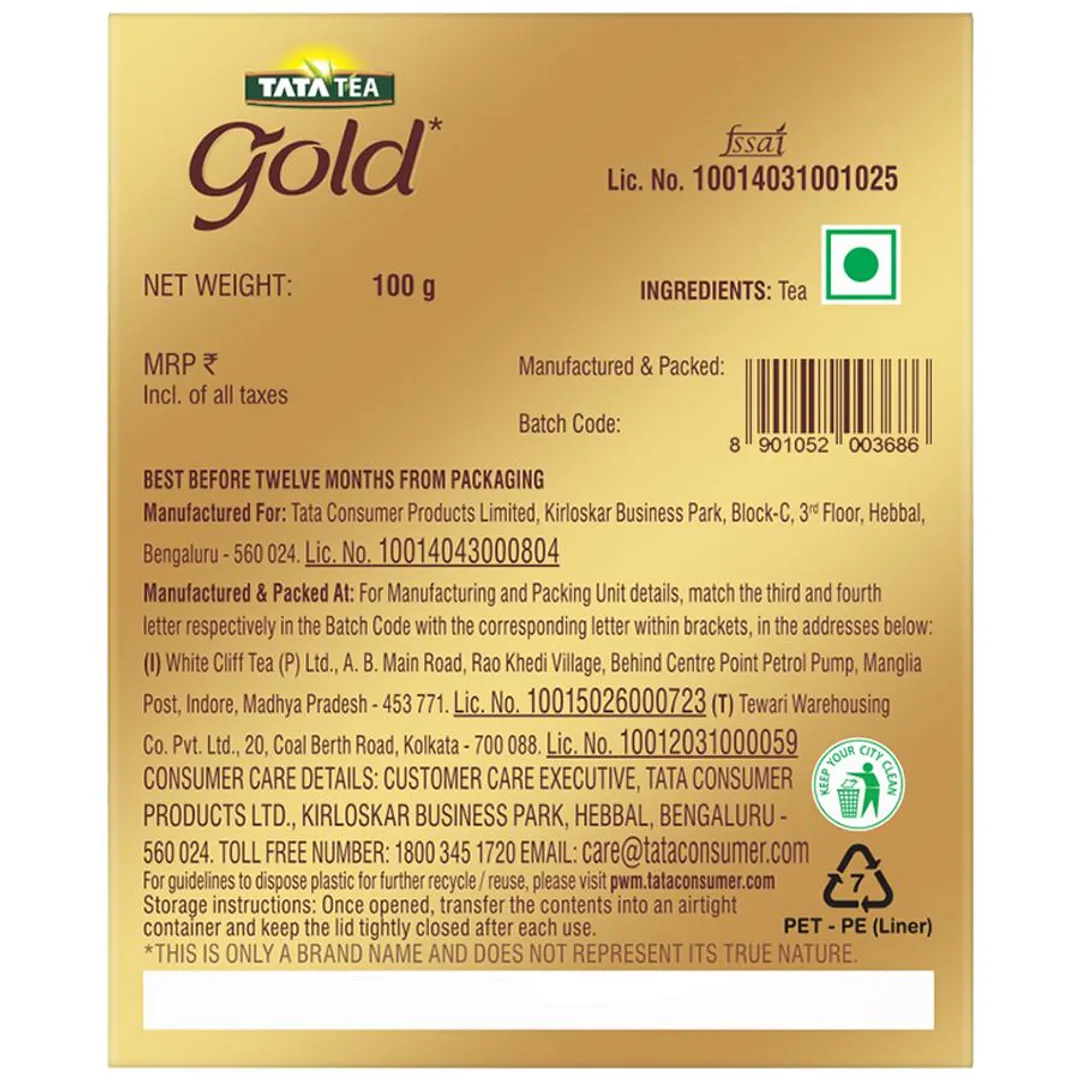 TATA TEA
gold*
fssai
Lic. No. 10014031001025
NET WEIGHT: 100 g
INGREDIENTS: Tea
MRP ₹
Incl. of all taxes
Manufactured & Packed:
Batch Code:
8 901052 003686
BEST BEFORE TWELVE MONTHS FROM PACKAGING
Manufactured For: Tata Consumer Products Limited, Kirloskar Business Park, Block-C, 3rd Floor, Hebbal,
Bengaluru - 560 024. Lic. No. 10014043000804
Manufactured & Packed At: For Manufacturing and Packing Unit details, match the third and fourth
letter respectively in the Batch Code with the corresponding letter within brackets, in the addresses below:
(I) White Cliff Tea (P) Ltd., A. B. Main Road, Rao Khedi Village, Behind Centre Point Petrol Pump, Manglia
Post, Indore, Madhya Pradesh - 453 771. Lic. No. 10015026000723 (T) Tewari Warehousing
Co. Pvt. Ltd., 20, Coal Berth Road, Kolkata - 700 088. Lic. No. 10012031000059
CONSUMER CARE DETAILS: CUSTOMER CARE EXECUTIVE, TATA CONSUMER
PRODUCTS LTD., KIRLOSKAR BUSINESS PARK, HEBBAL, BENGALURU -
560 024. TOLL FREE NUMBER: 1800 345 1720 EMAIL: care@tataconsumer.com
For guidelines to dispose plastic for further recycle / reuse, please visit pwm.tataconsumer.com
Storage instructions: Once opened, transfer the contents into an airtight
container and keep the lid tightly closed after each use.
*THIS IS ONLY A BRAND NAME AND DOES NOT REPRESENT ITS TRUE NATURE.
KEEP YOUR CITY CLEAN
7
PET - PE (Liner)